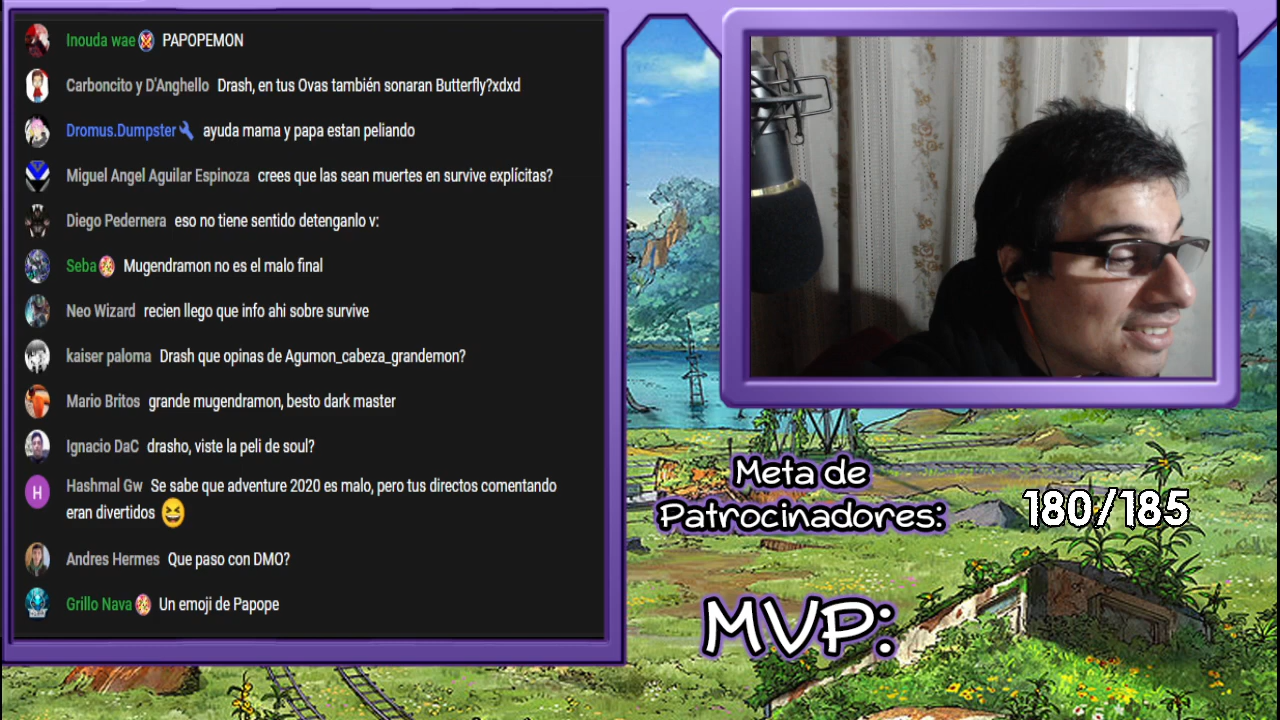 Inouda wae PAPOPEMON
Carboncito y D'Anghello Drash, en tus Ovas también sonaran Butterfly?xdxd
Dromus.Dumpster ayuda mama y papa estan peliando
Miguel Angel Aguilar Espinoza crees que las sean muertes en survive explícitas?
Diego Pedernera eso no tiene sentido detenganlo v:
Seba Mugendramon no es el malo final
Neo Wizard recien llego que info ahi sobre survive
kaiser paloma Drash que opinas de Agumon_cabeza_grandemon?
Mario Britos grande mugendramon, besto dark master
Ignacio DaC drasho, viste la peli de soul?
H Hashmal Gw Se sabe que adventure 2020 es malo, pero tus directos comentando
eran divertidos 😆
Andres Hermes Que paso con DMO?
Grillo Nava Un emoji de Papope
Meta de
Patrocinadores: 180/185
MVP: